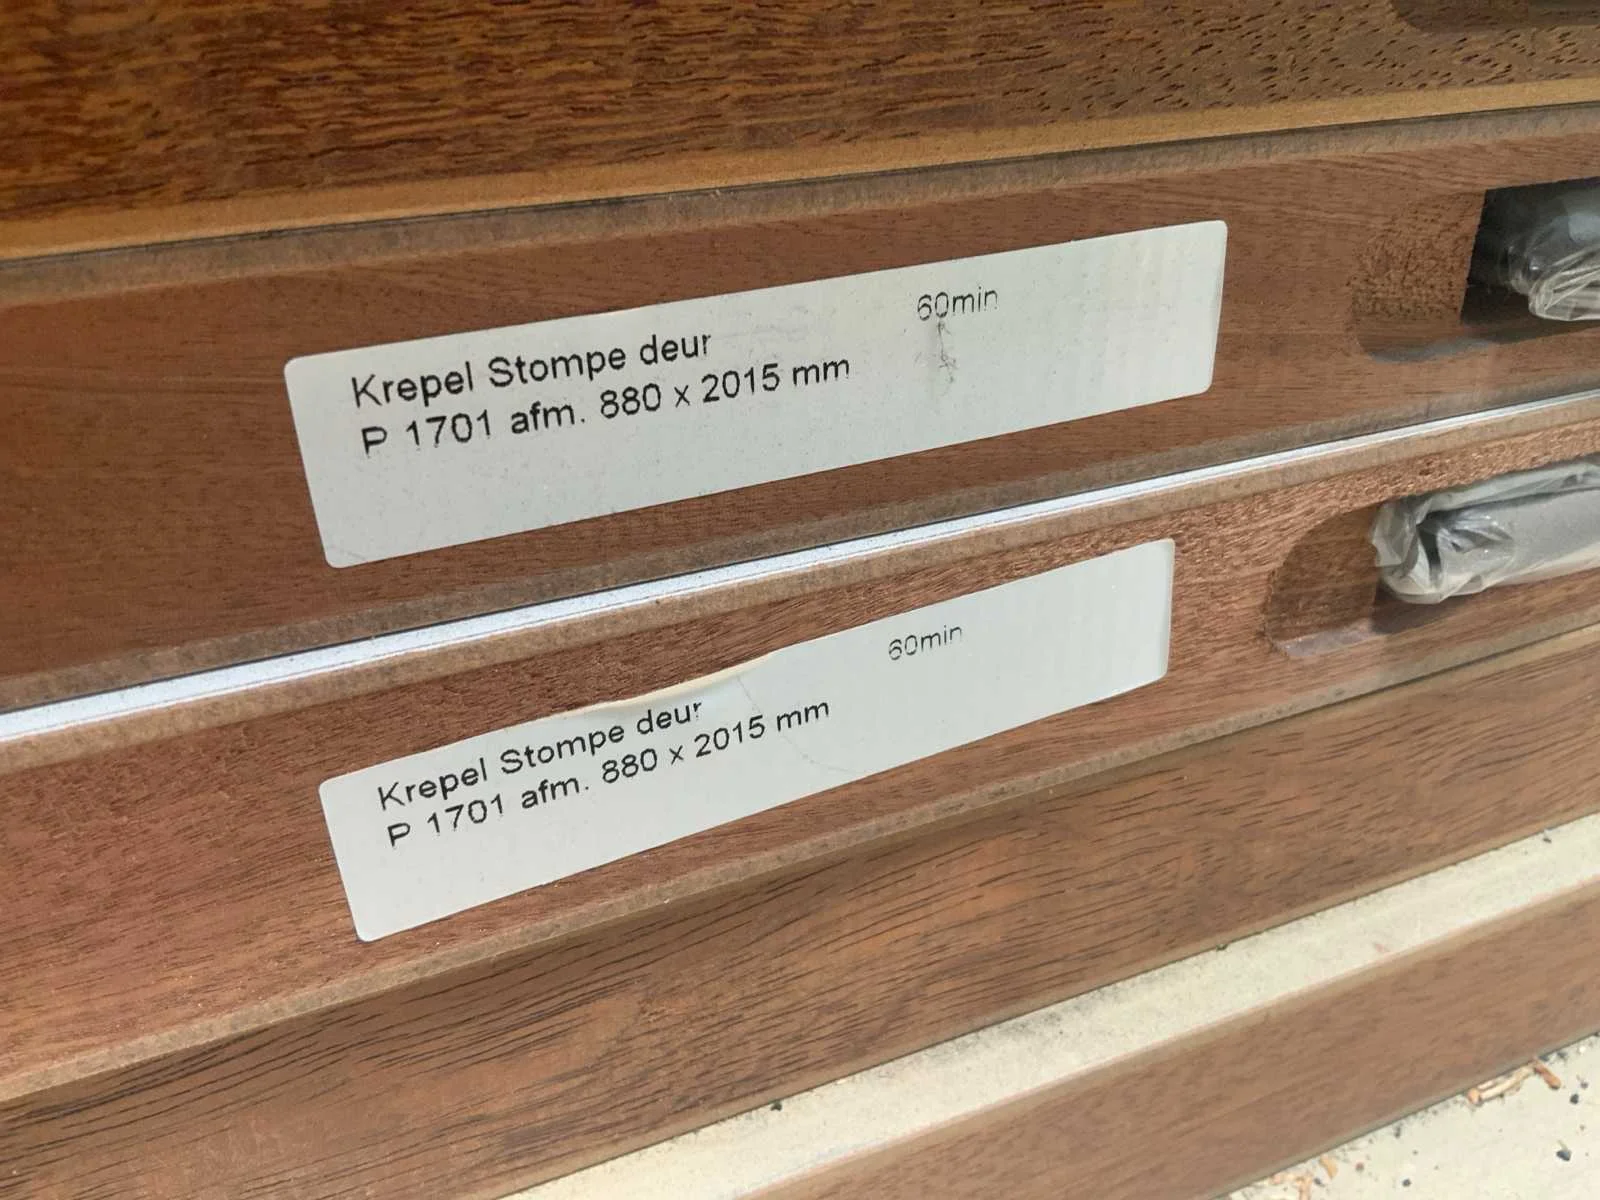 Krepel Stompe deur 60min
P 1701 afm. 880 x 2015 mm
Krepel Stompe deur 60min
P 1701 afm. 880 x 2015 mm